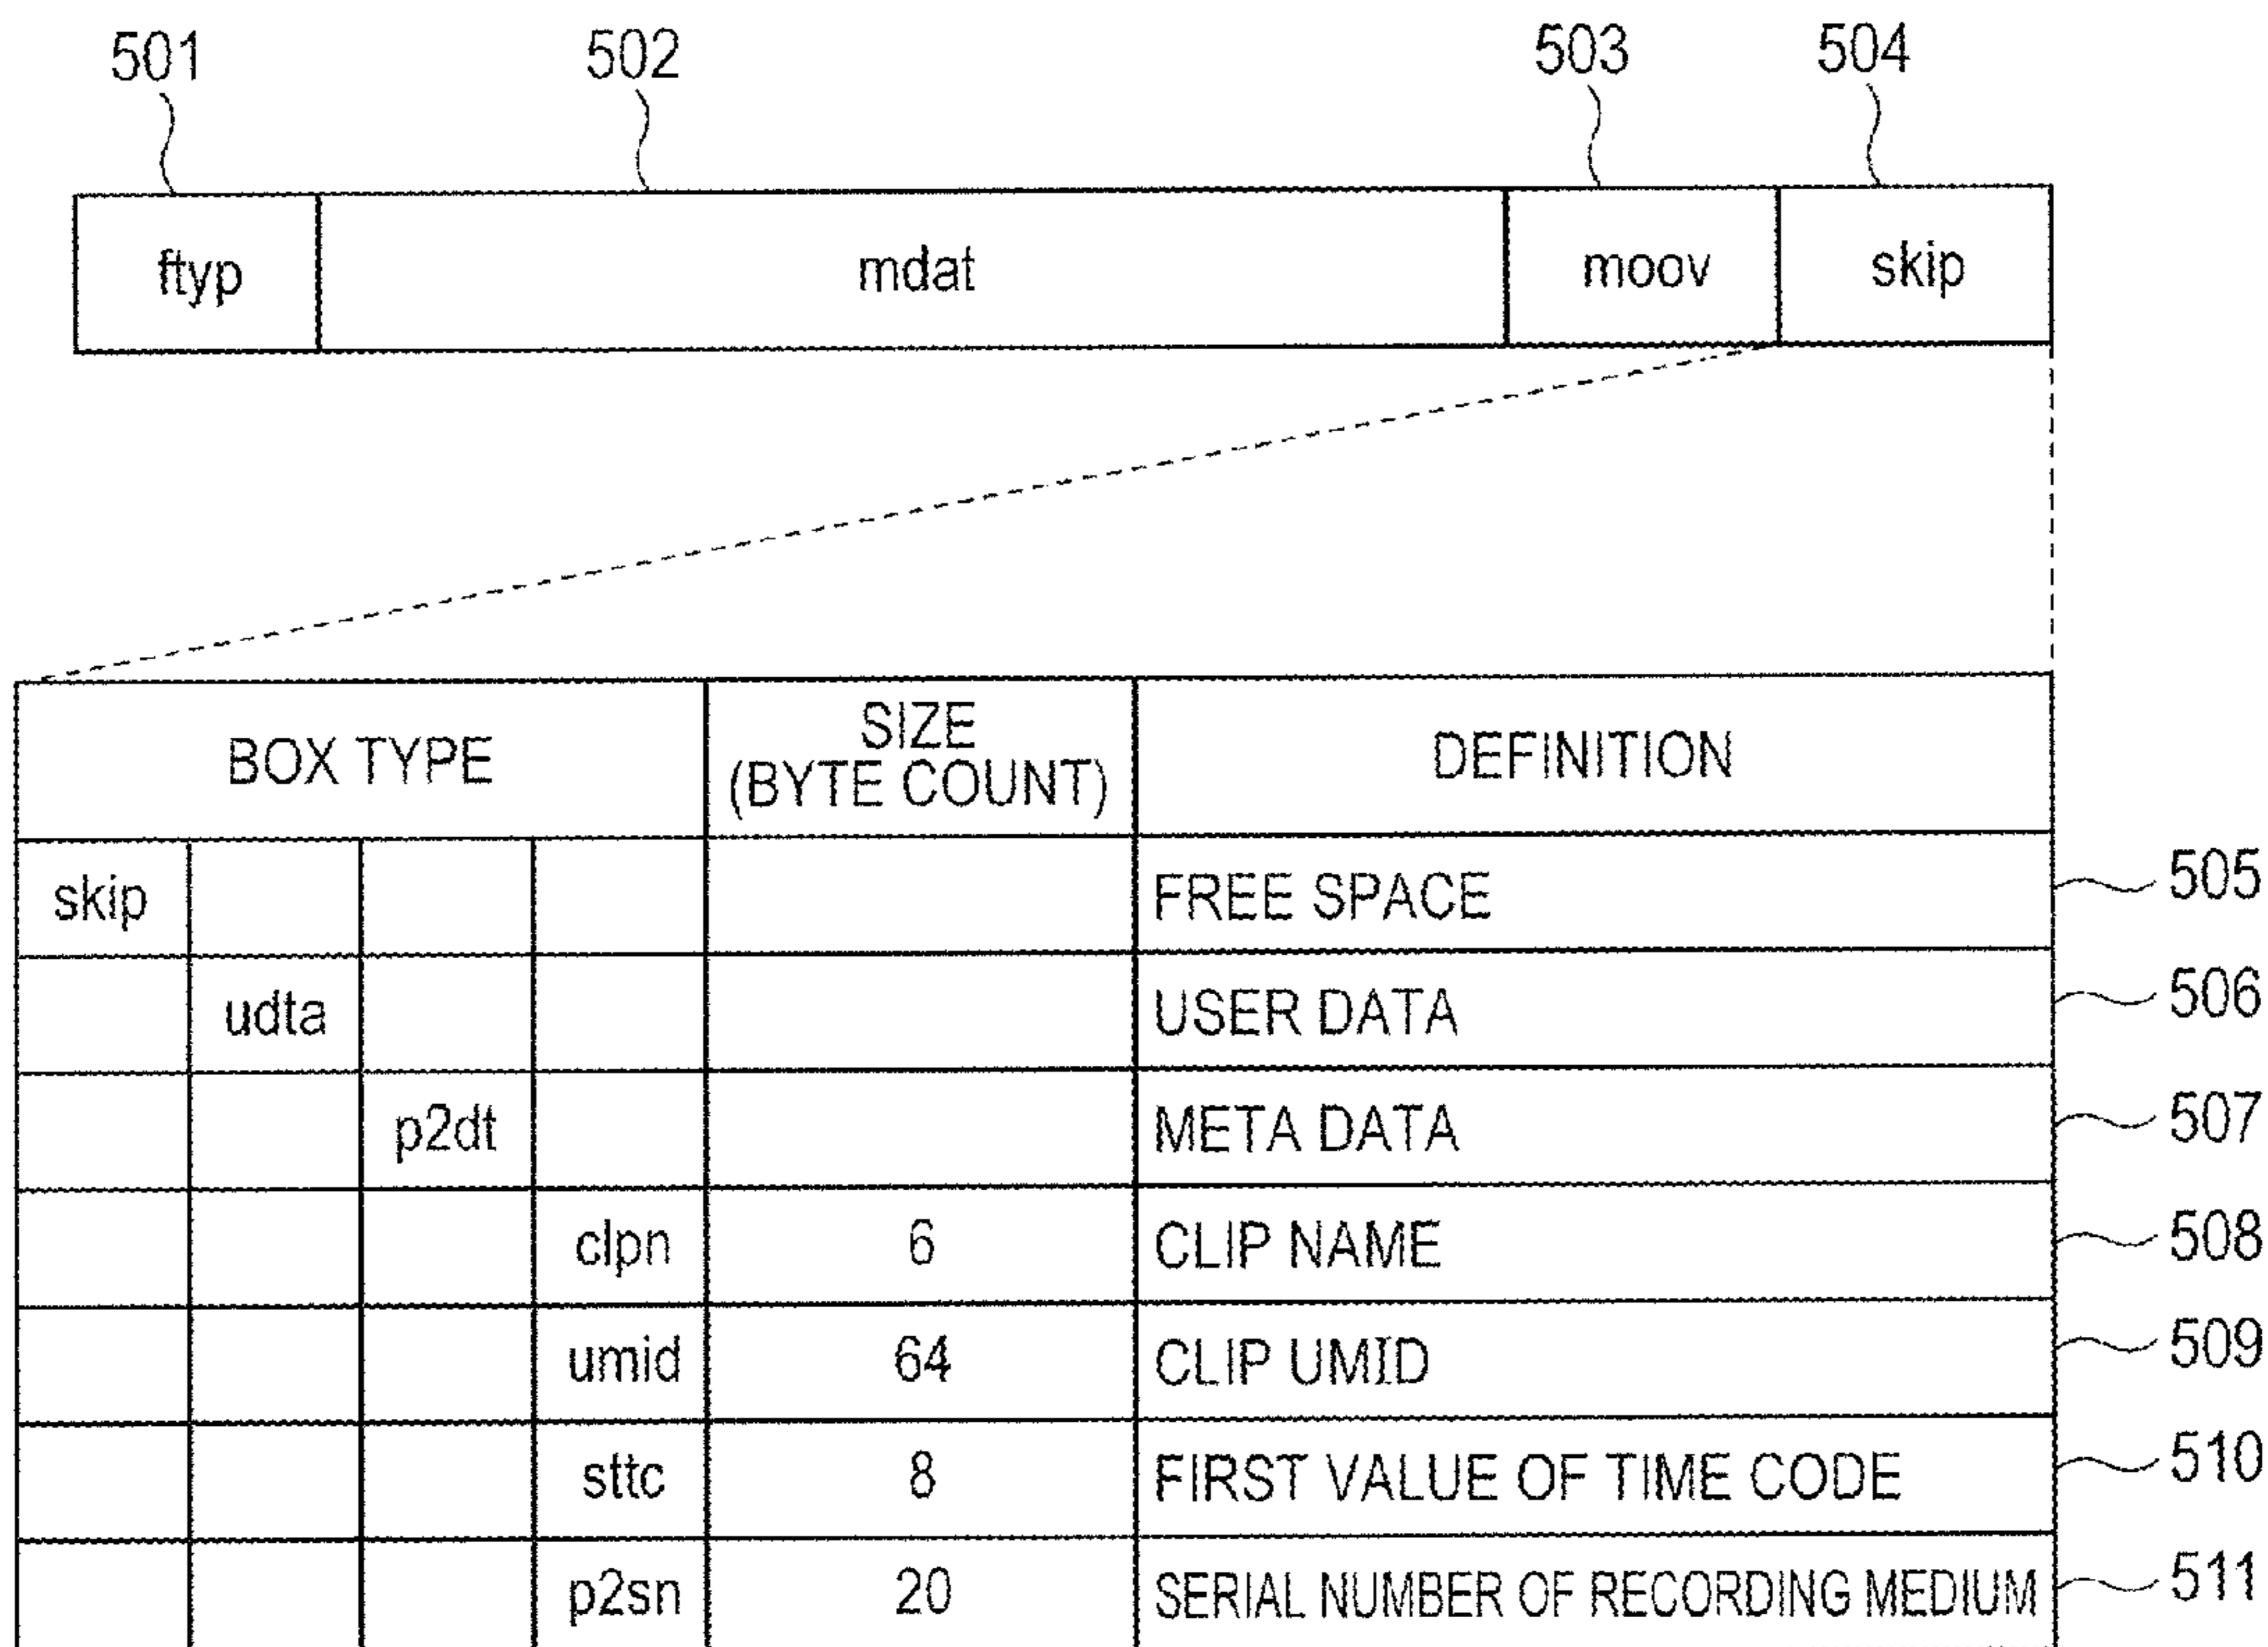 501 502 503 504
ftyp mdat moov skip
BOX TYPE SIZE (BYTE COUNT) DEFINITION
skip FREE SPACE 505
udta USER DATA 506
p2dt META DATA 507
clpn 6 CLIP NAME 508
umid 64 CLIP UMID 509
sttc 8 FIRST VALUE OF TIME CODE 510
p2sn 20 SERIAL NUMBER OF RECORDING MEDIUM 511